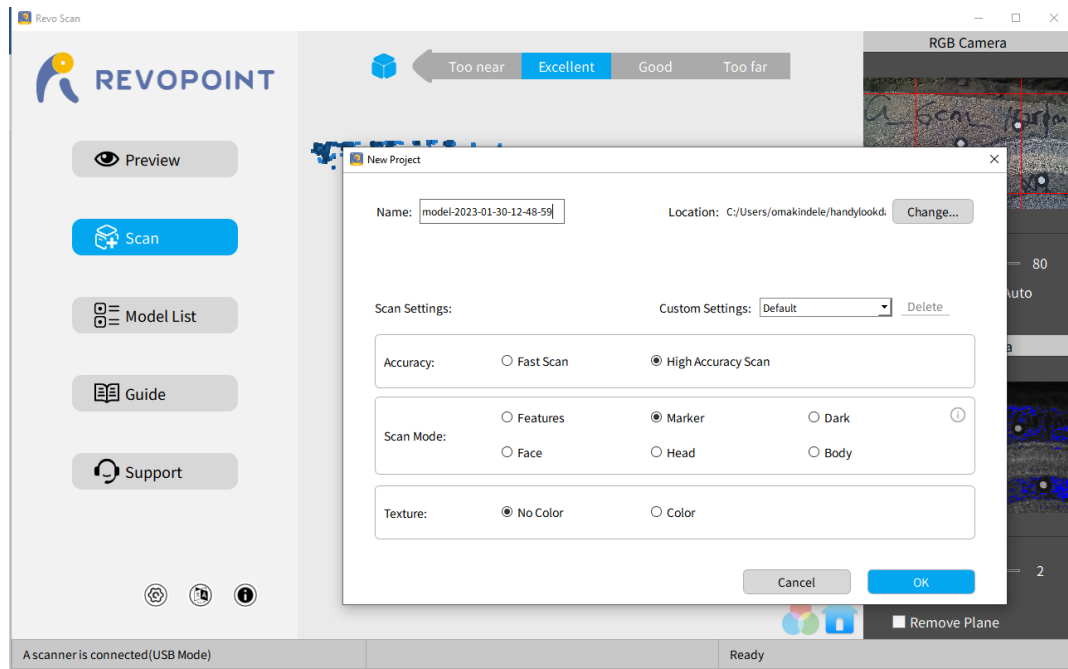 Revo Scan
REVOPOINT
Preview
Scan
Model List
Guide
Support
Too near
Excellent
Good
Too far
RGB Camera
6cm
New Project
Name:
model-2023-01-30-12-48-59
Location:
C:/Users/omakindele/handylookd
Change...
Scan Settings:
Custom Settings:
Default
Delete
Accuracy:
Fast Scan
High Accuracy Scan
Scan Mode:
Features
Marker
Dark
Face
Head
Body
Texture:
No Color
Color
Cancel
OK
80
Auto
a
2
Remove Plane
A scanner is connected(USB Mode)
Ready